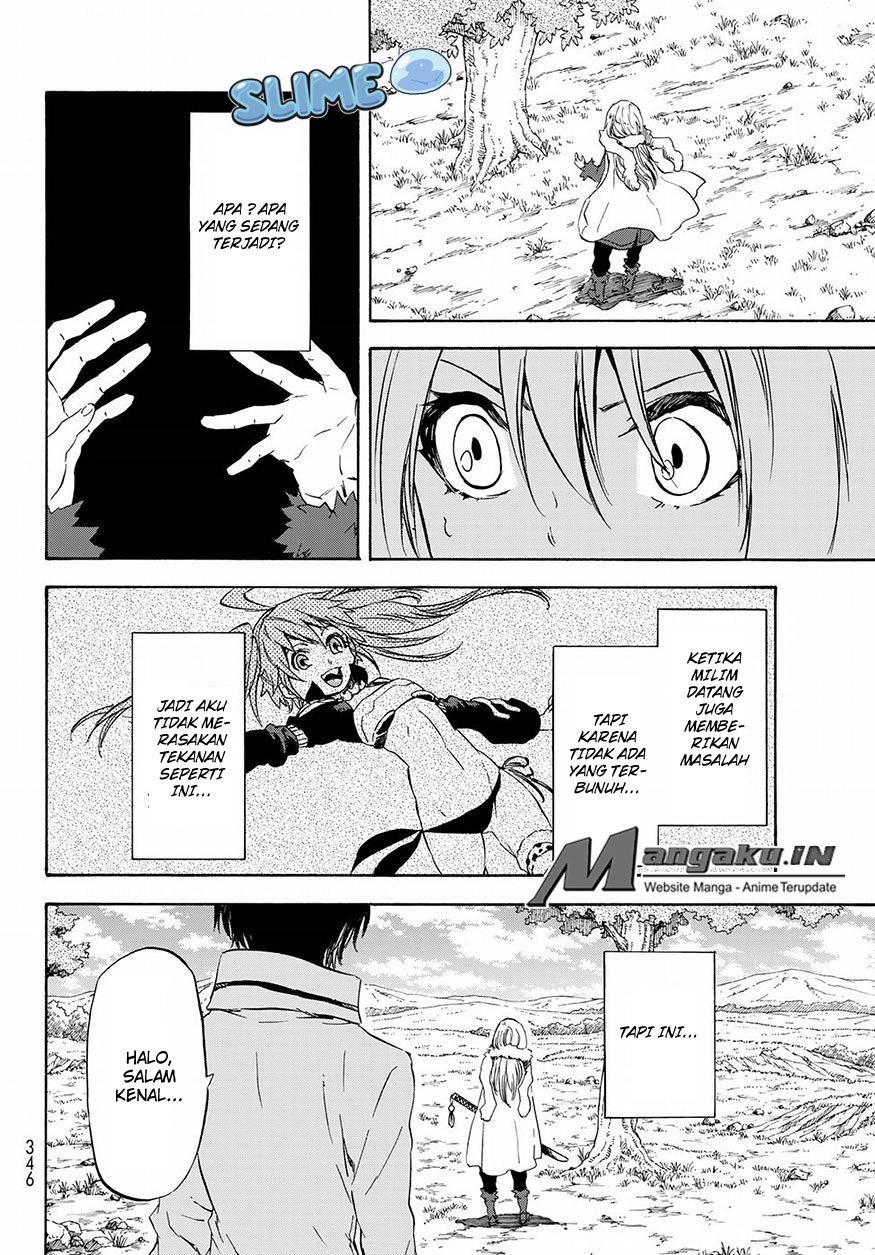 SLIME
APA ? APA
YANG SEDANG
TERJADI?
KETIKA
MILIM
DATANG
JUGA
MEMBE-
RIKAN
MASALAH
TAPI
KARENA
TIDAK ADA
YANG TER-
BUNUH...
JADI AKU
TIDAK ME-
RASAKAN
TEKANAN
SEPERTI
INI...
Mangaku.IN
Website Manga - Anime Terupdate
TAPI INI...
HALO,
SALAM
KENAL...
346